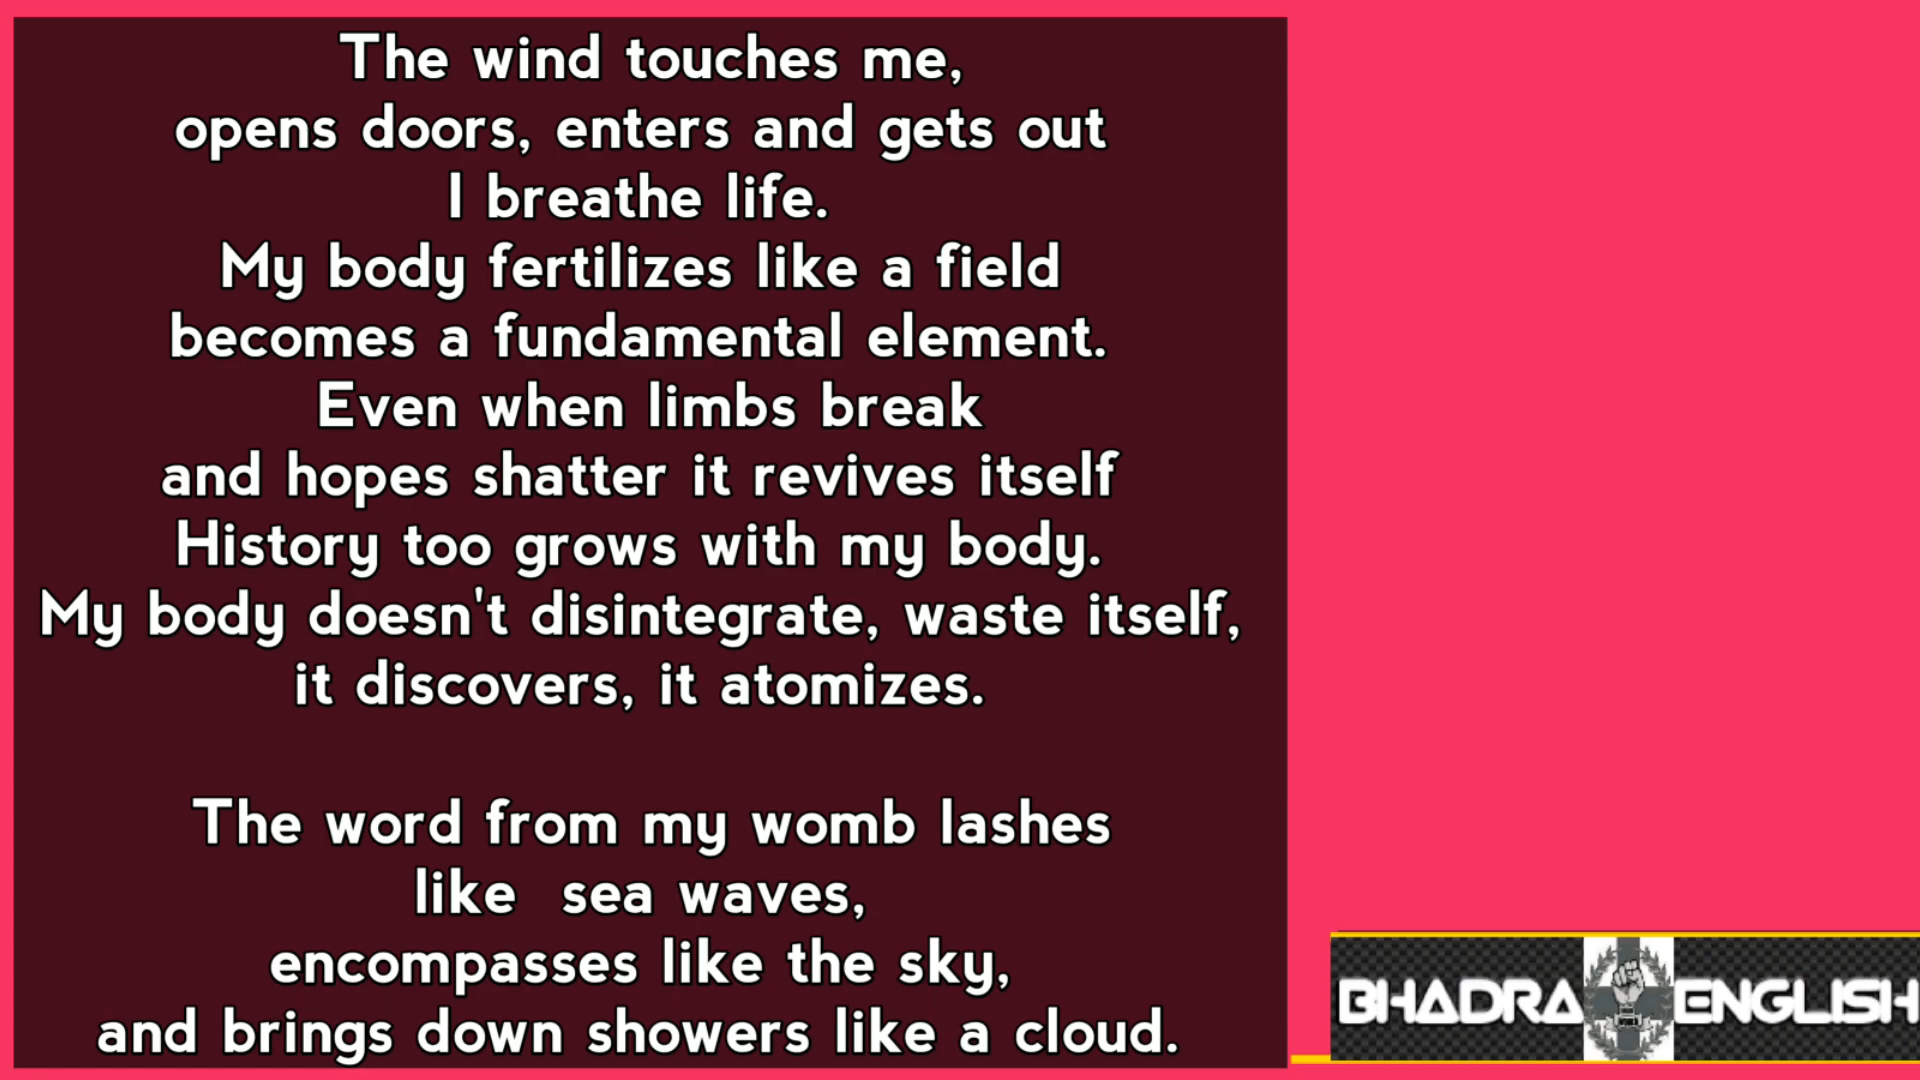 The wind touches me,
opens doors, enters and gets out
I breathe life.
My body fertilizes like a field
becomes a fundamental element.
Even when limbs break
and hopes shatter it revives itself
History too grows with my body.
My body doesn't disintegrate, waste itself,
it discovers, it atomizes.

The word from my womb lashes
like  sea waves,
encompasses like the sky,
and brings down showers like a cloud.
BHADRA ENGLISH